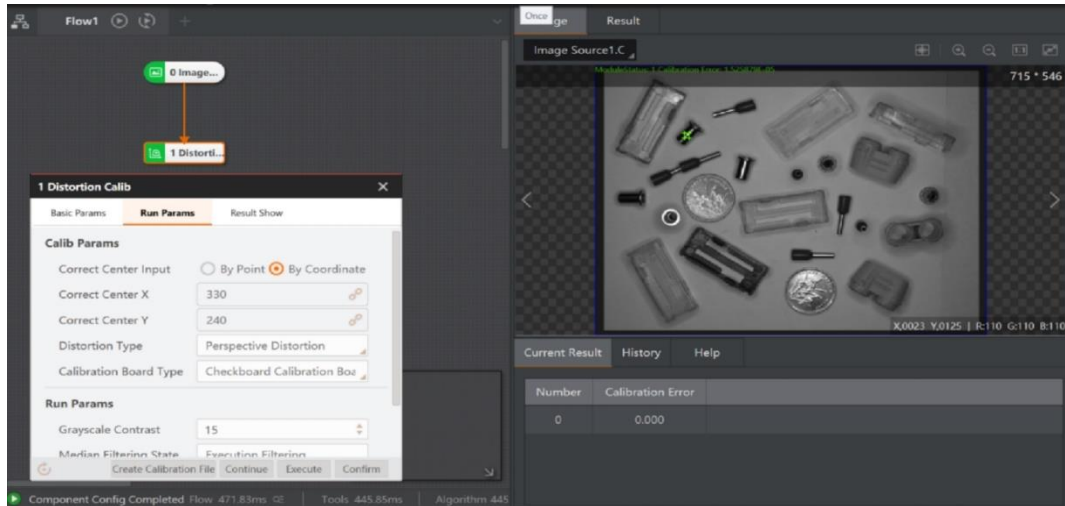 Flow1
0 Image...
1 Distorti...
1 Distortion Calib
Basic Params Run Params Result Show
Calib Params
Correct Center Input By Point By Coordinate
Correct Center X 330
Correct Center Y 240
Distortion Type Perspective Distortion
Calibration Board Type Checkboard Calibration Boa
Run Params
Grayscale Contrast 15
Median Filtering State Execution Filtering
Create Calibration File Continue Execute Confirm
Component Config Completed Flow 471.83ms Tools 445.85ms Algorithm 445
Once ge Result
Image Source1.C
715 * 546
X,0023 Y,0125 | R:110 G:110 B:110
Current Result History Help
Number Calibration Error
0 0.000